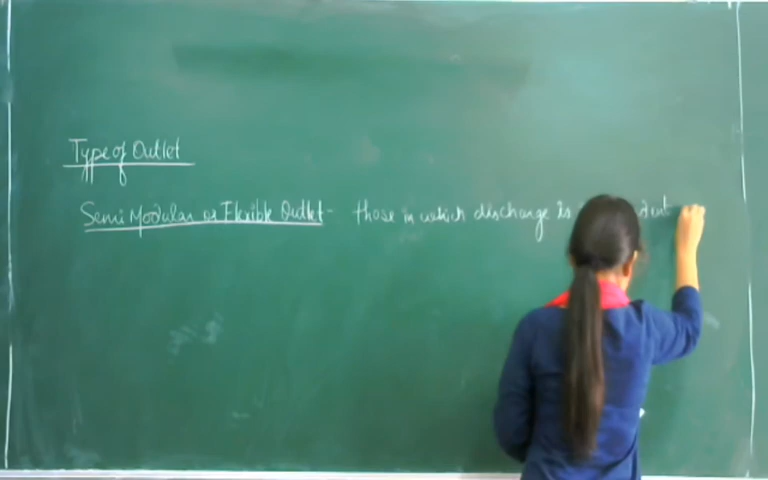 Type of Outlet
Semi Modular or Flexible Outlet - those in which discharge is